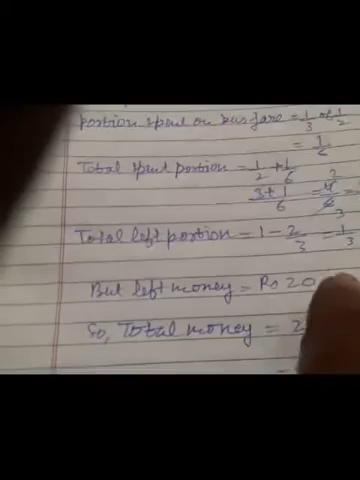 portion spent on bus fare = 1/3 of 1/2
= 1/6
Total spent portion = 1/2 + 1/6
3+1/6 = 4/6 2 3
Total left portion = 1 - 2/3 = 1/3
But left money = Rs 20
So, Total money = 2
=